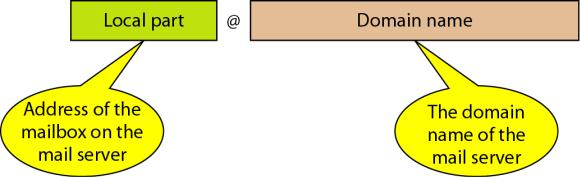 Local part @ Domain name
Address of the
mailbox on the
mail server
The domain
name of the
mail server